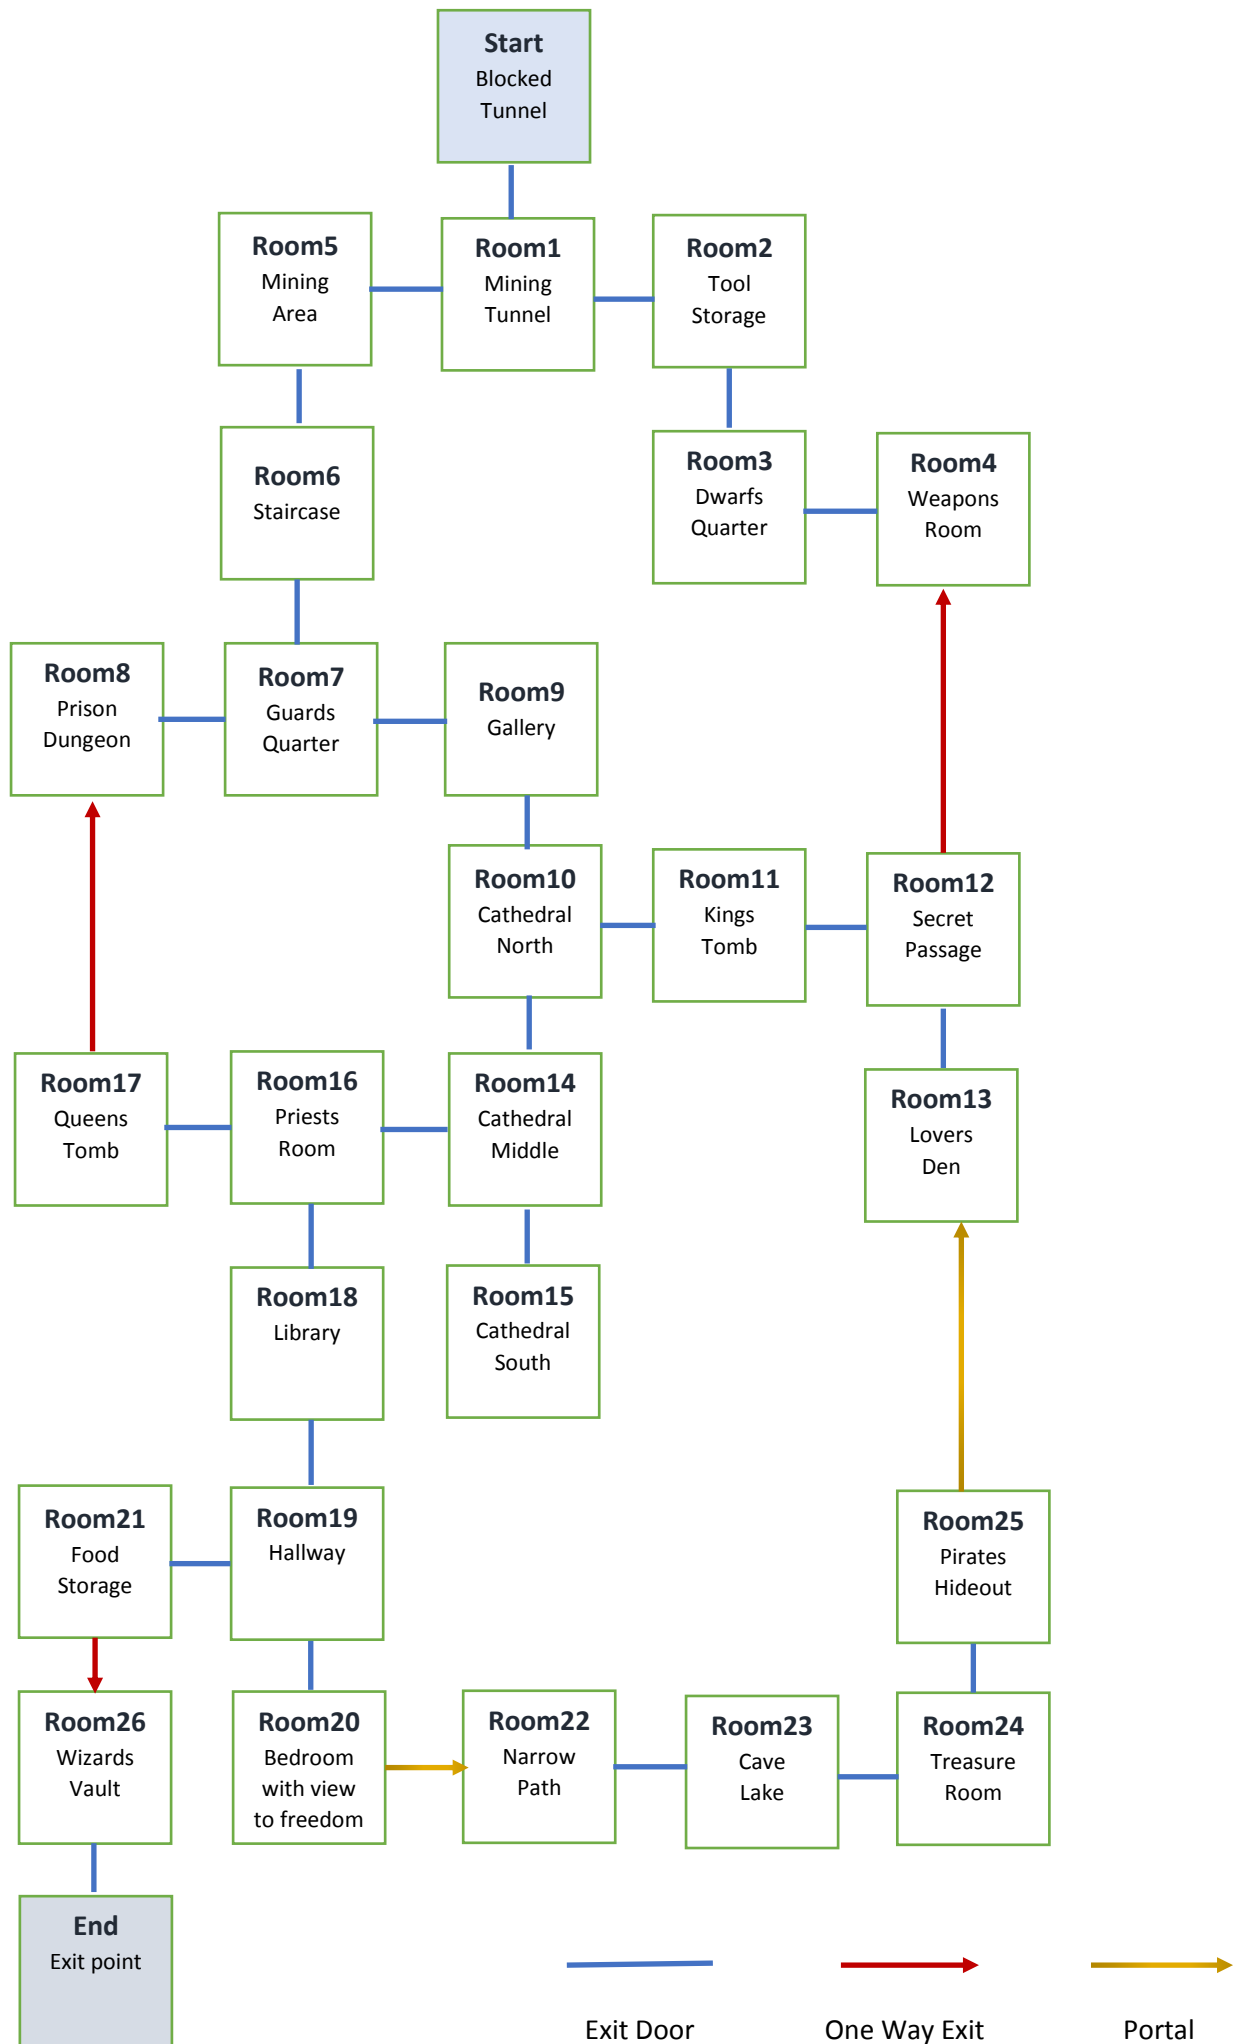 Start
Blocked
Tunnel
Room5
Mining
Area
Room1
Mining
Tunnel
Room2
Tool
Storage
Room6
Staircase
Room3
Dwarfs
Quarter
Room4
Weapons
Room
Room8
Prison
Dungeon
Room7
Guards
Quarter
Room9
Gallery
Room10
Cathedral
North
Room11
Kings
Tomb
Room12
Secret
Passage
Room17
Queens
Tomb
Room16
Priests
Room
Room14
Cathedral
Middle
Room13
Lovers
Den
Room18
Library
Room15
Cathedral
South
Room21
Food
Storage
Room19
Hallway
Room25
Pirates
Hideout
Room26
Wizards
Vault
Room20
Bedroom
with view
to freedom
Room22
Narrow
Path
Room23
Cave
Lake
Room24
Treasure
Room
End
Exit point
Exit Door
One Way Exit
Portal